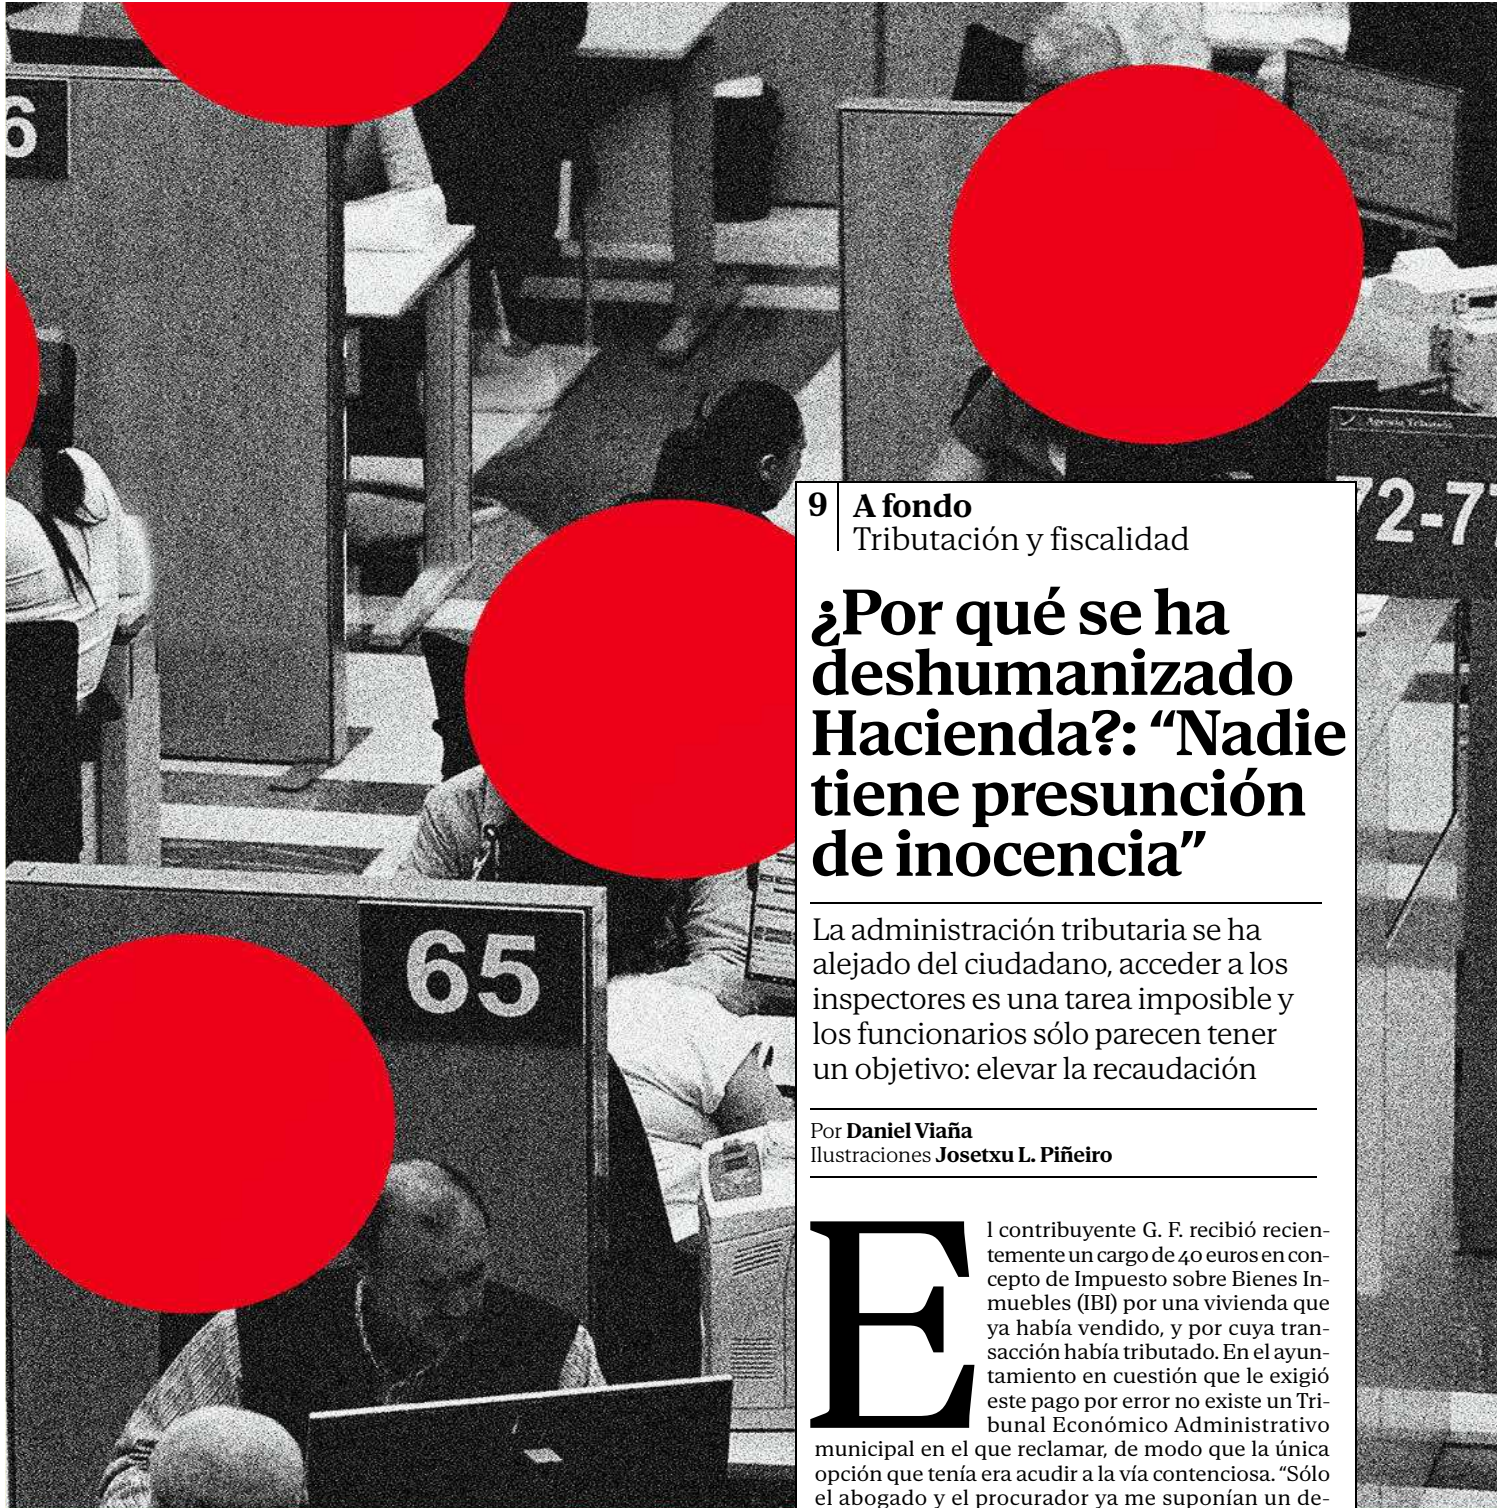 6
Agencia Tributaria
72-7
65
9
A fondo
Tributación y fiscalidad
¿Por qué se ha
deshumanizado
Hacienda?: “Nadie
tiene presunción
de inocencia”
La administración tributaria se ha
alejado del ciudadano, acceder a los
inspectores es una tarea imposible y
los funcionarios sólo parecen tener
un objetivo: elevar la recaudación
Por Daniel Viaña
Ilustraciones Josetxu L. Piñeiro
El contribuyente G. F. recibió recien-
temente un cargo de 40 euros en con-
cepto de Impuesto sobre Bienes In-
muebles (IBI) por una vivienda que
ya había vendido, y por cuya tran-
sacción había tributado. En el ayun-
tamiento en cuestión que le exigió
este pago por error no existe un Tri-
bunal Económico Administrativo
municipal en el que reclamar, de modo que la única
opción que tenía era acudir a la vía contenciosa. “Sólo
el abogado y el procurador ya me suponían un de-